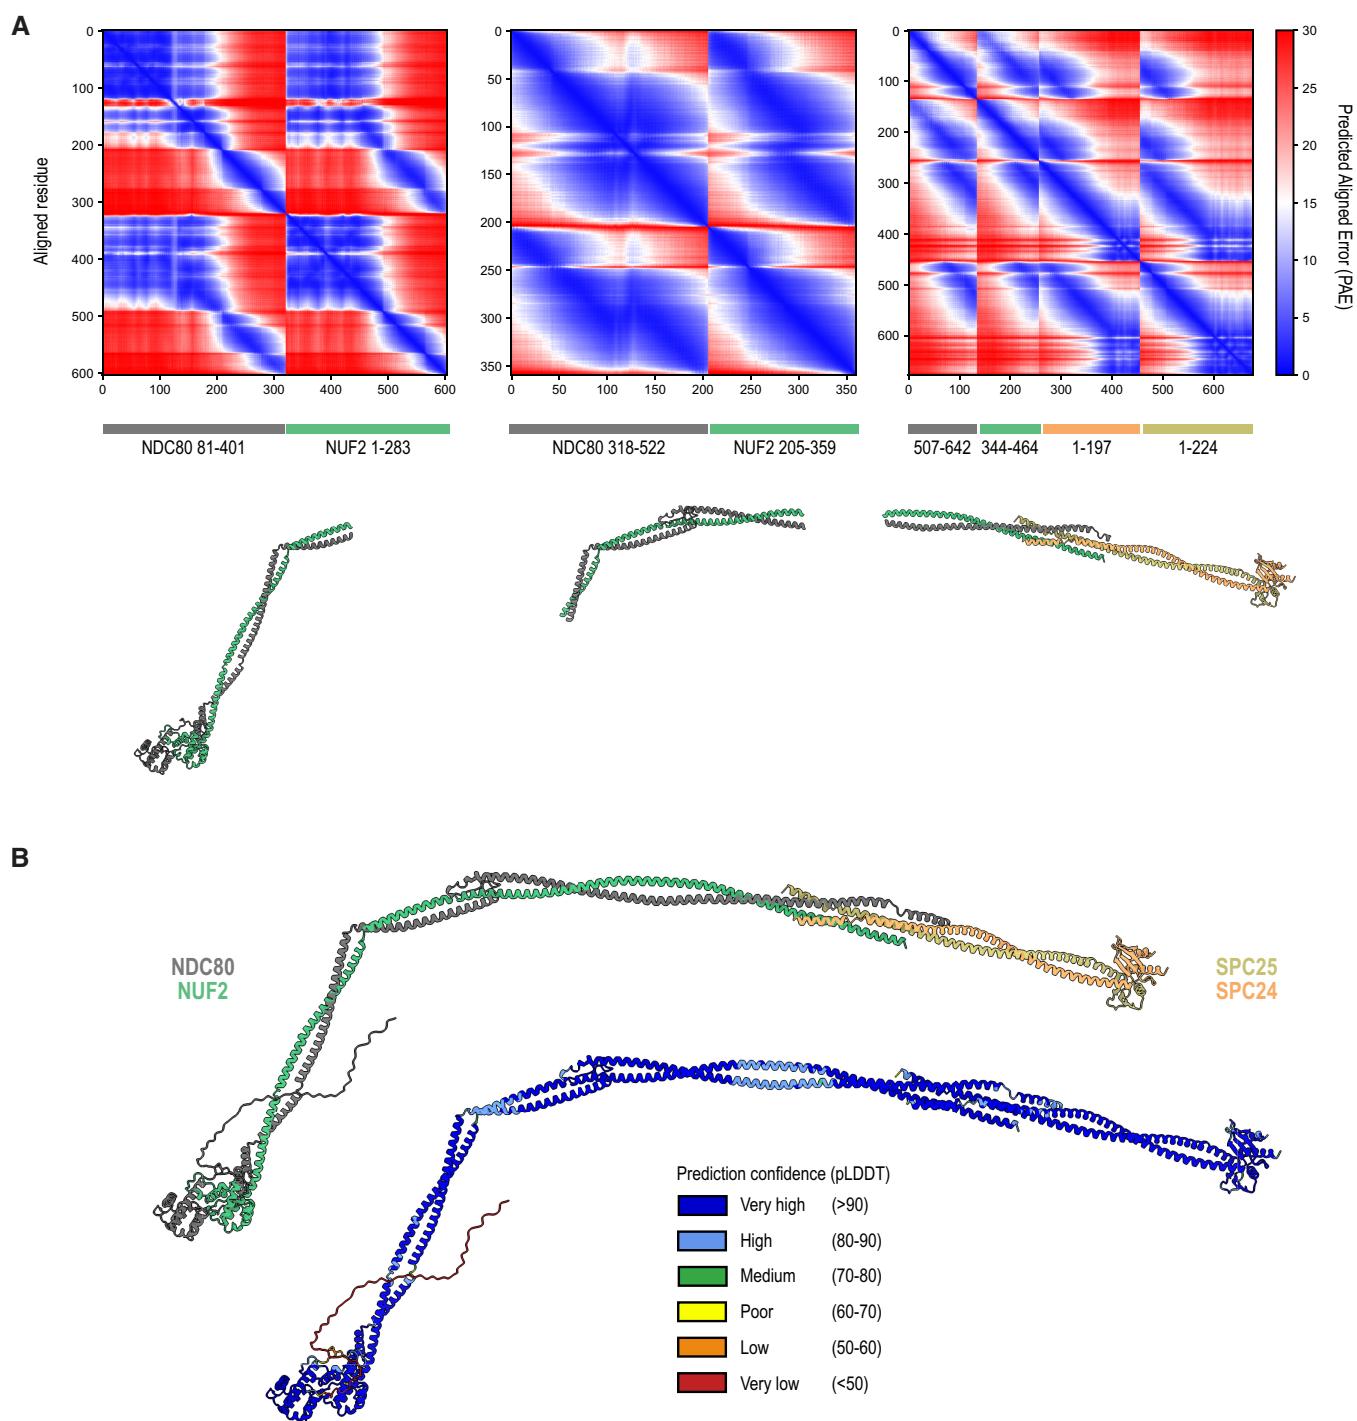 A
0
100
200
300
400
500
600
0
100
200
300
400
500
600
Aligned residue
0
50
100
150
200
250
300
350
0
50
100
150
200
250
300
350
0
100
200
300
400
500
600
0
100
200
300
400
500
600
30
25
20
15
10
5
0
Predicted Aligned Error (PAE)
NDC80 81-401
NUF2 1-283
NDC80 318-522
NUF2 205-359
507-642
344-464
1-197
1-224
B
NDC80
NUF2
SPC25
SPC24
Prediction confidence (pLDDT)
Very high (>90)
High (80-90)
Medium (70-80)
Poor (60-70)
Low (50-60)
Very low (<50)